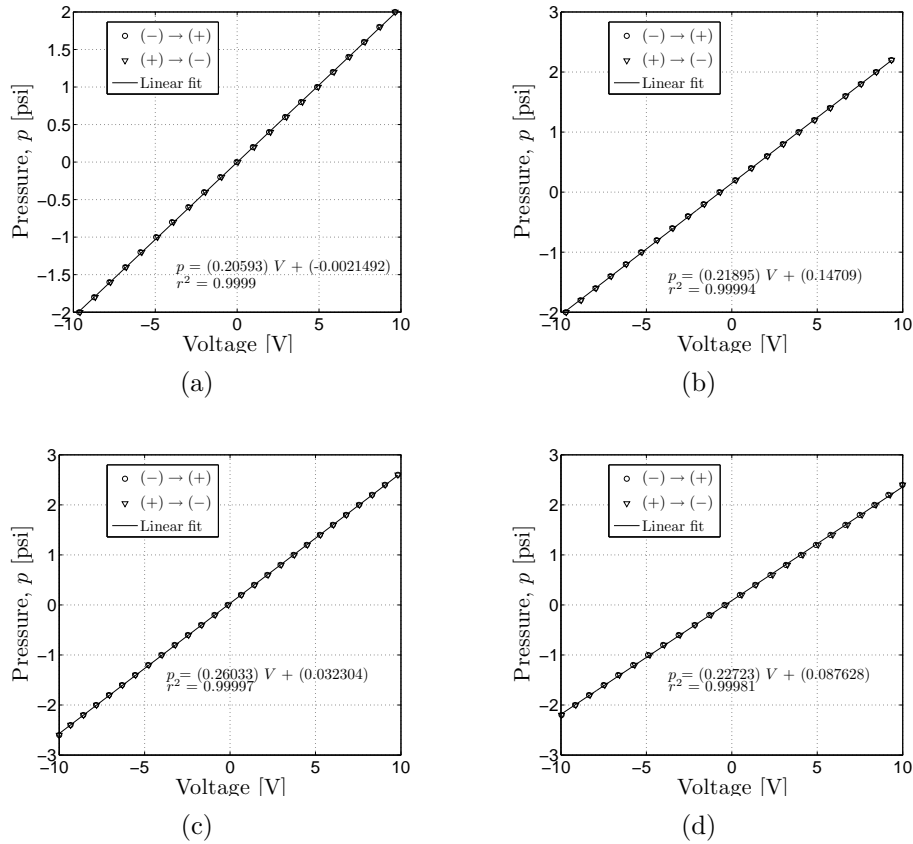 2
1.5
1
0.5
0
−0.5
−1
−1.5
−2
−10
−5
0
5
10
Pressure, p [psi]
Voltage [V]
(−) → (+)
(+) → (−)
Linear fit
p = (0.20593) V + (-0.0021492)
r² = 0.9999
(a)
3
2
1
0
−1
−2
−10
−5
0
5
10
Pressure, p [psi]
Voltage [V]
(−) → (+)
(+) → (−)
Linear fit
p = (0.21895) V + (0.14709)
r² = 0.99994
(b)
3
2
1
0
−1
−2
−3
−10
−5
0
5
10
Pressure, p [psi]
Voltage [V]
(−) → (+)
(+) → (−)
Linear fit
p = (0.26033) V + (0.032304)
r² = 0.99997
(c)
3
2
1
0
−1
−2
−3
−10
−5
0
5
10
Pressure, p [psi]
Voltage [V]
(−) → (+)
(+) → (−)
Linear fit
p = (0.22723) V + (0.087628)
r² = 0.99981
(d)